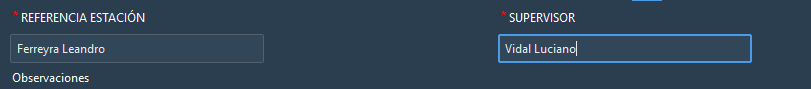 * REFERENCIA ESTACIÓN
* SUPERVISOR
Ferreyra Leandro
Vidal Luciano
Observaciones